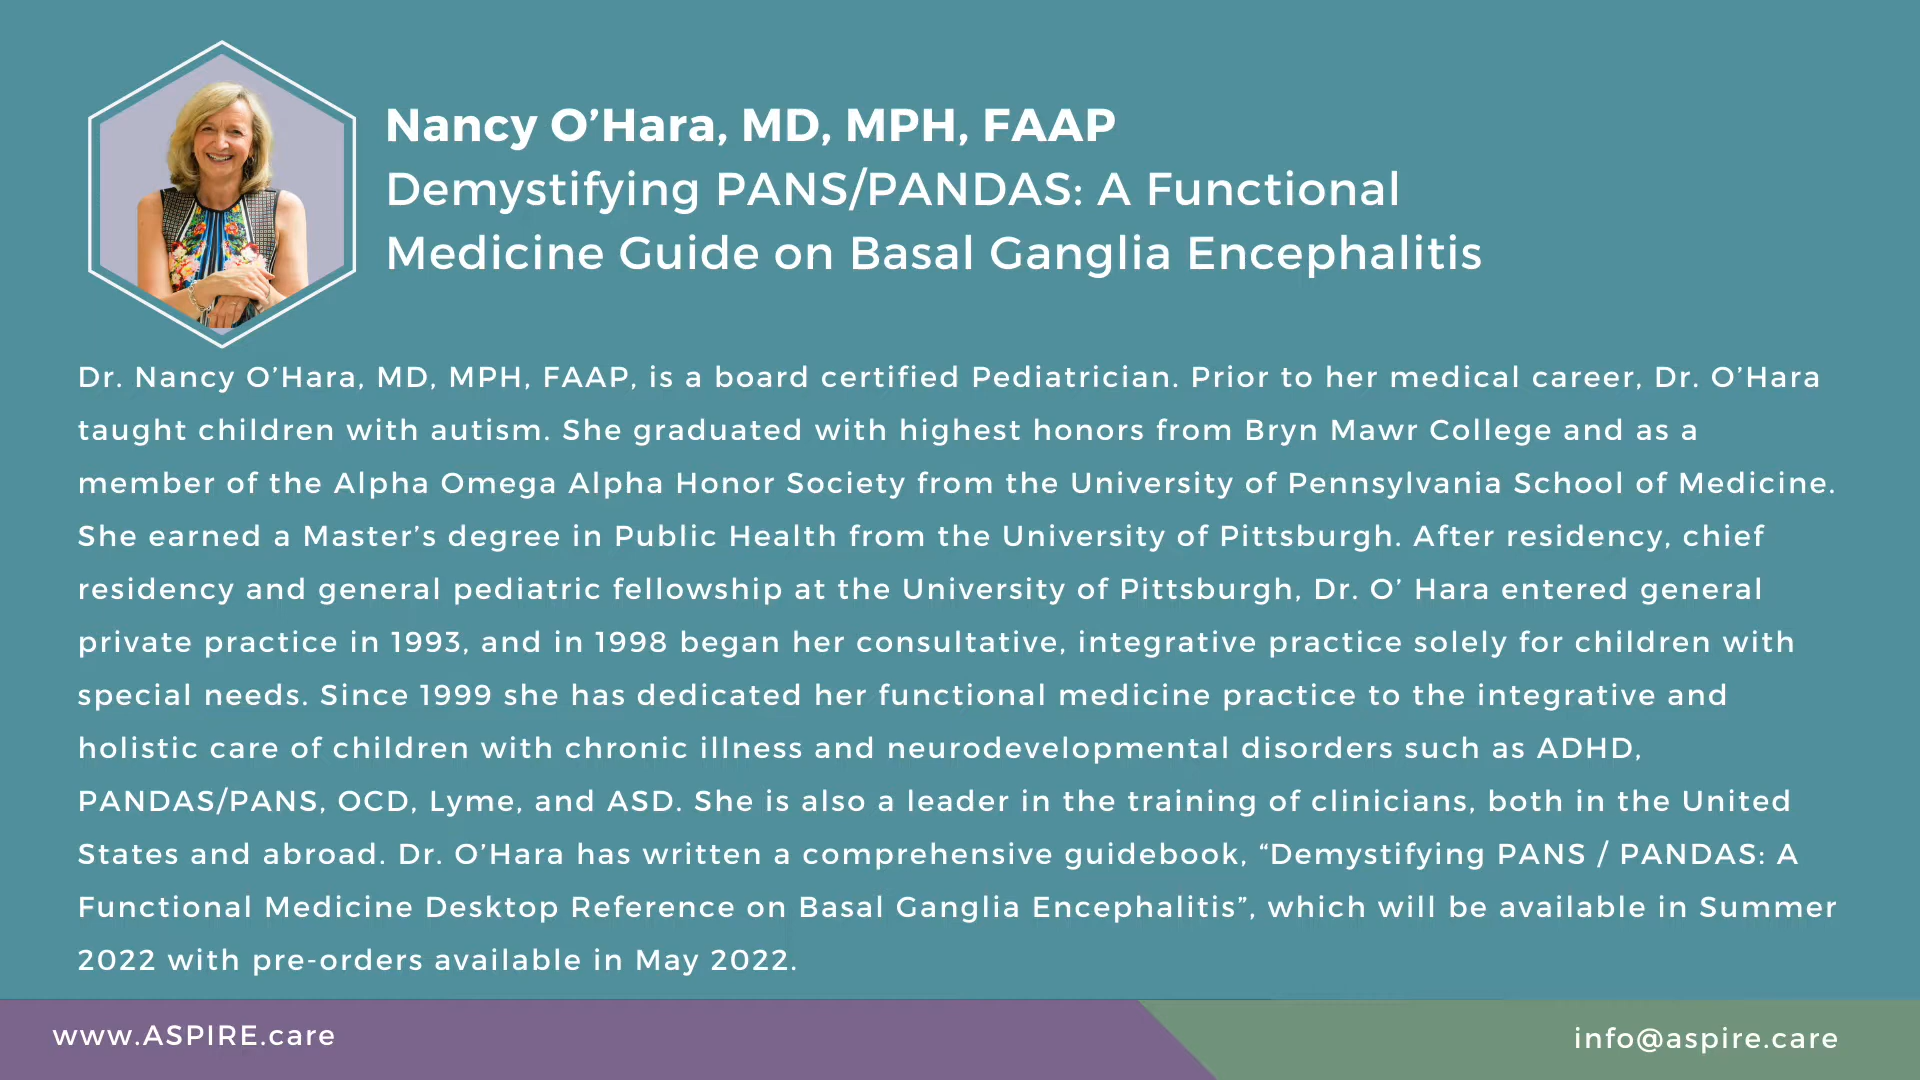 Nancy O’Hara, MD, MPH, FAAP
Demystifying PANS/PANDAS: A Functional
Medicine Guide on Basal Ganglia Encephalitis
Dr. Nancy O’Hara, MD, MPH, FAAP, is a board certified Pediatrician. Prior to her medical career, Dr. O’Hara
taught children with autism. She graduated with highest honors from Bryn Mawr College and as a
member of the Alpha Omega Alpha Honor Society from the University of Pennsylvania School of Medicine.
She earned a Master’s degree in Public Health from the University of Pittsburgh. After residency, chief
residency and general pediatric fellowship at the University of Pittsburgh, Dr. O’ Hara entered general
private practice in 1993, and in 1998 began her consultative, integrative practice solely for children with
special needs. Since 1999 she has dedicated her functional medicine practice to the integrative and
holistic care of children with chronic illness and neurodevelopmental disorders such as ADHD,
PANDAS/PANS, OCD, Lyme, and ASD. She is also a leader in the training of clinicians, both in the United
States and abroad. Dr. O’Hara has written a comprehensive guidebook, “Demystifying PANS / PANDAS: A
Functional Medicine Desktop Reference on Basal Ganglia Encephalitis”, which will be available in Summer
2022 with pre-orders available in May 2022.
www.ASPIRE.care
info@aspire.care